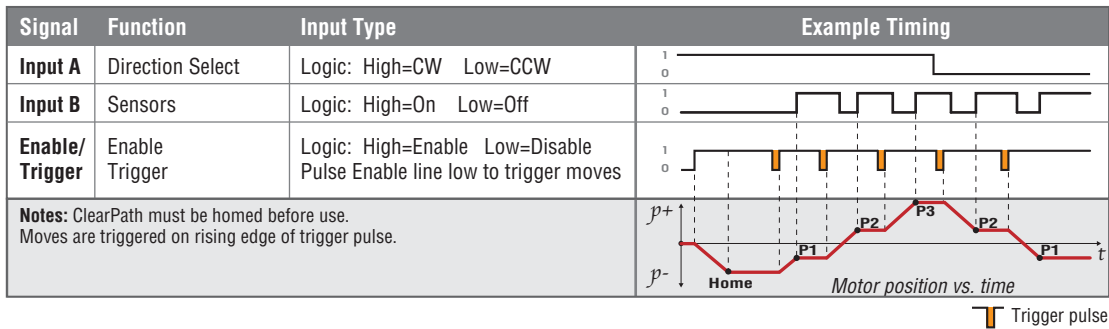 Signal Function Input Type Example Timing
Input A Direction Select Logic: High=CW Low=CCW 1
0
Input B Sensors Logic: High=On Low=Off 1
0
Enable/ Enable Logic: High=Enable Low=Disable 1
Trigger Trigger Pulse Enable line low to trigger moves 0
Notes: ClearPath must be homed before use.
Moves are triggered on rising edge of trigger pulse.
p+ P1 P2 P3 P2 P1 t
p- Home Motor position vs. time
Trigger pulse